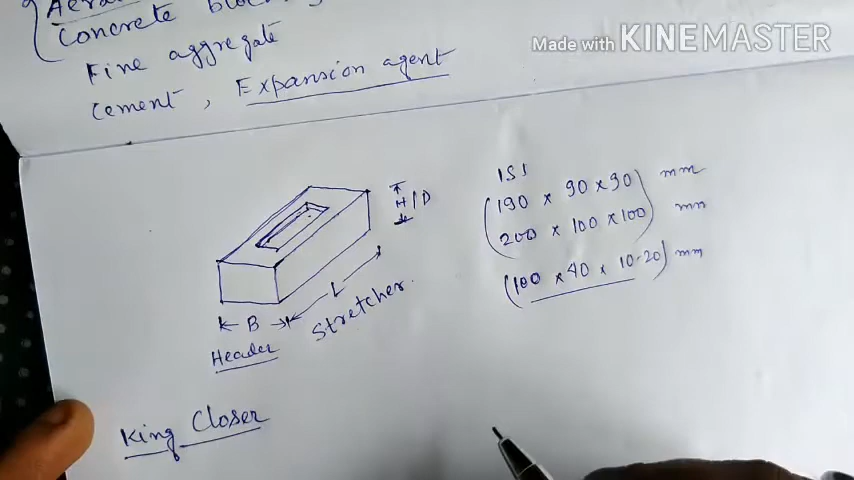 Made with KINEMASTER
Concrete
Fine aggregate
cement, Expansion agent
ISI
(190 x 90 x 90) mm
(200 x 100 x 100) mm
(100 x 40 x 10-20) mm
H/D
L
B
Stretcher.
Header
King Closer